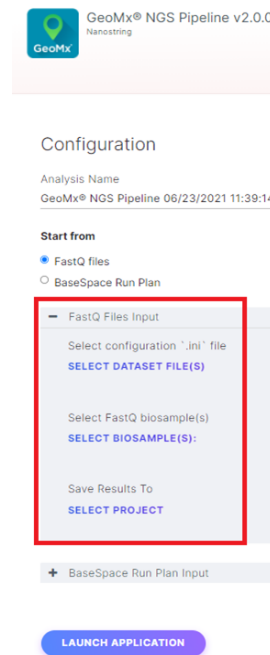 GeoMx® NGS Pipeline v2.0.0
Nanostring
GeoMx®
Configuration
Analysis Name
GeoMx® NGS Pipeline 06/23/2021 11:39:14
Start from
FastQ files
BaseSpace Run Plan
− FastQ Files Input
Select configuration `.ini` file
SELECT DATASET FILE(S)
Select FastQ biosample(s)
SELECT BIOSAMPLE(S):
Save Results To
SELECT PROJECT
+ BaseSpace Run Plan Input
LAUNCH APPLICATION